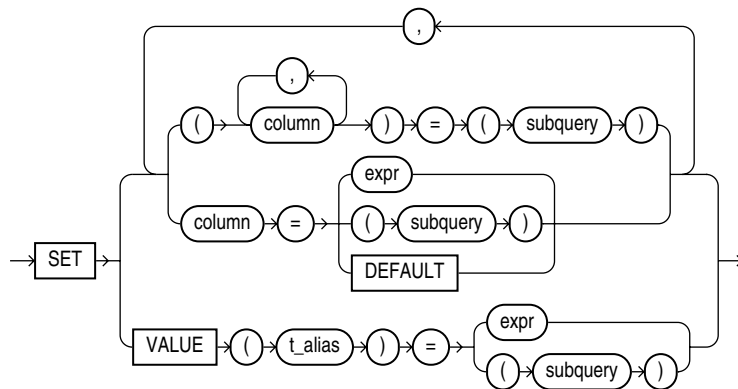 ,
,
( column ) = ( subquery )
expr
column = ( subquery )
SET DEFAULT
expr
VALUE ( t_alias ) =
( subquery )